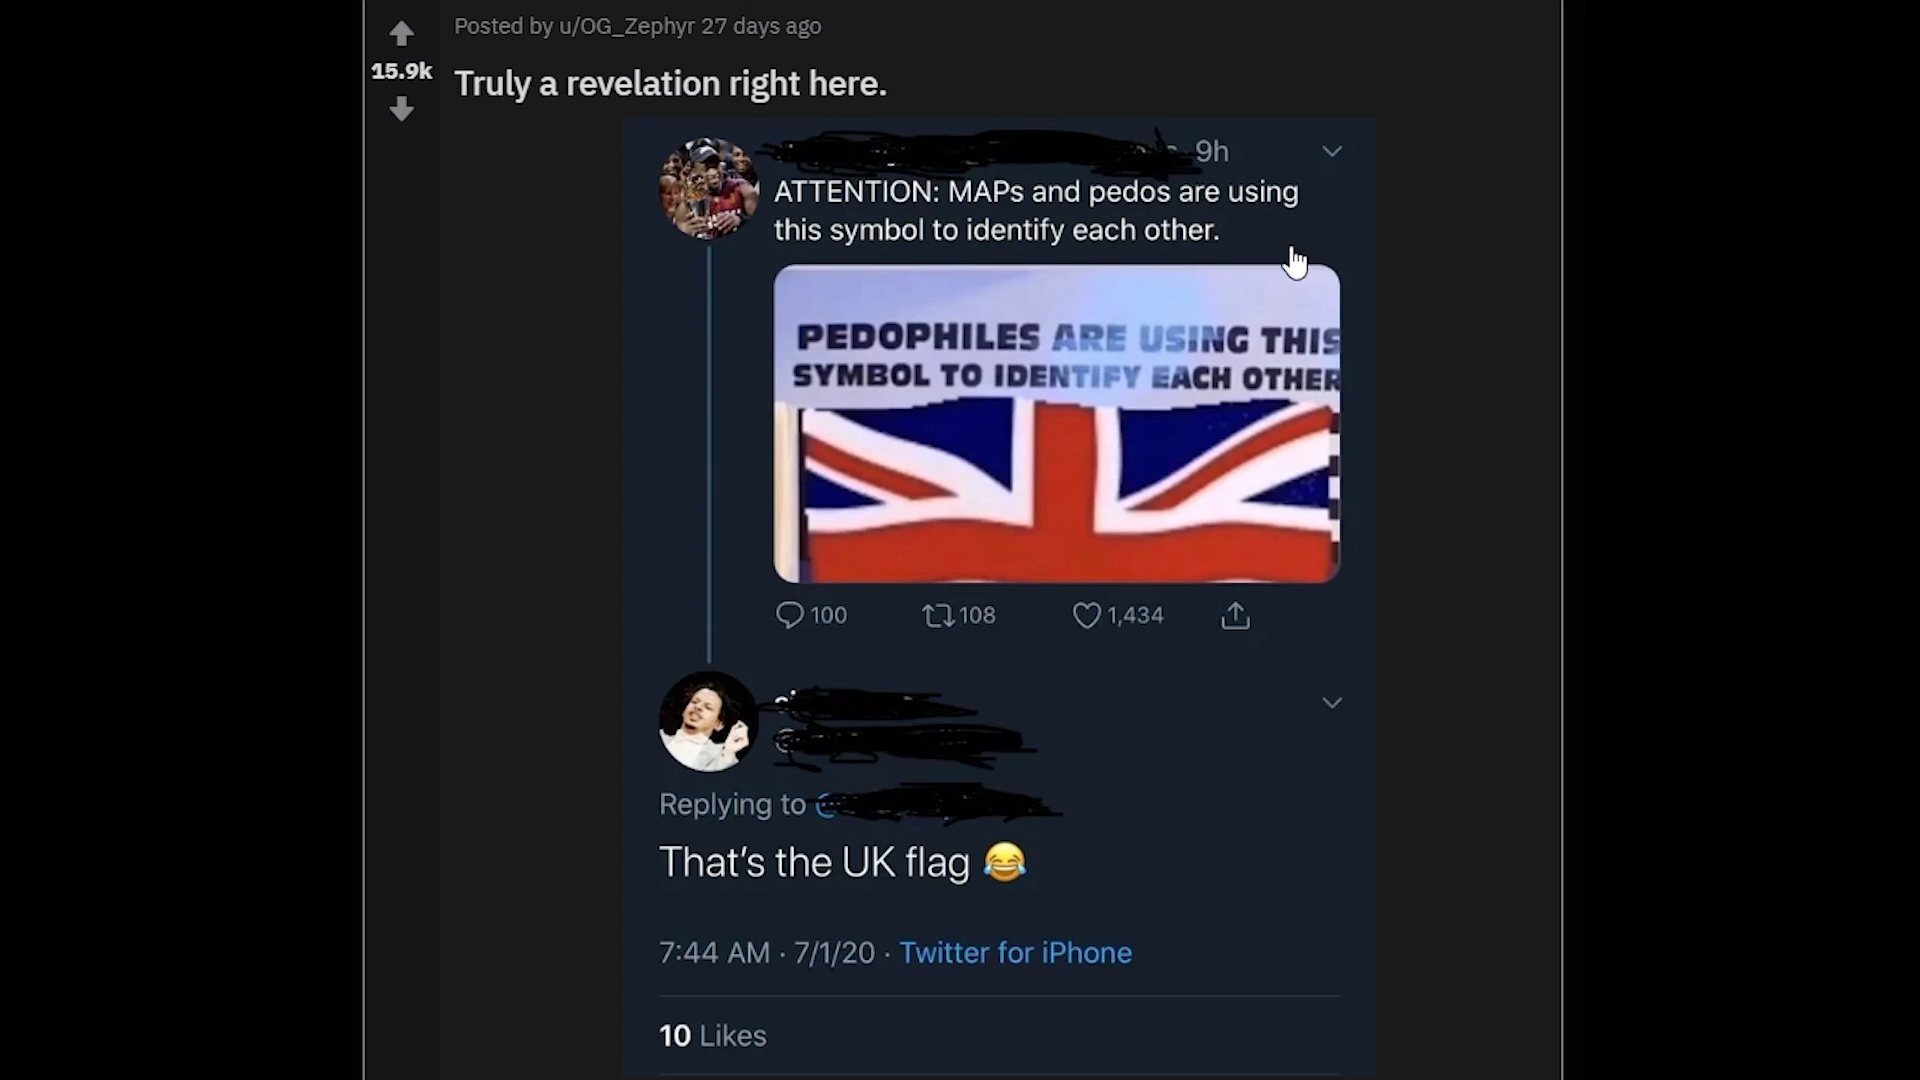 Posted by u/OG_Zephyr 27 days ago
15.9k
Truly a revelation right here.
9h
ATTENTION: MAPs and pedos are using
this symbol to identify each other.
PEDOPHILES ARE USING THIS
SYMBOL TO IDENTIFY EACH OTHER
100 108 1,434
Replying to @
That's the UK flag 😂
7:44 AM · 7/1/20 · Twitter for iPhone
10 Likes